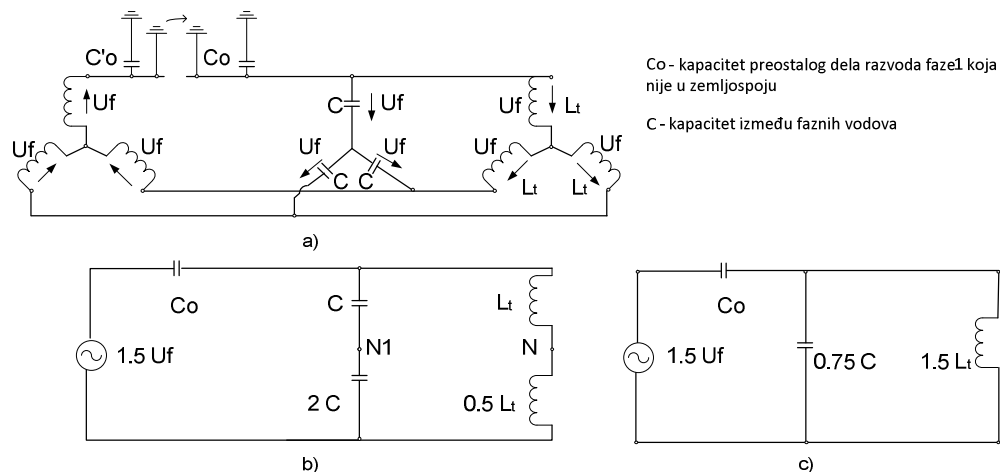 C'o
Co
Co - kapacitet preostalog dela razvoda faze1 koja
nije u zemljospoju
C - kapacitet između faznih vodova
Uf
C
Uf
Uf
Lt
Uf
Uf
Uf
Uf
C
C
Uf
Uf
Lt
Lt
a)
Co
C
Lt
1.5 Uf
N1
N
2 C
0.5 Lt
b)
Co
1.5 Uf
0.75 C
1.5 Lt
c)